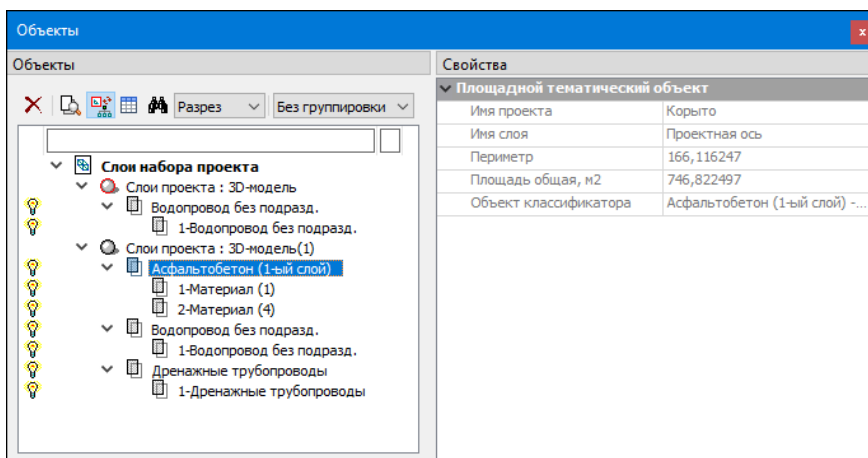 Объекты
x
Объекты
Разрез
Без группировки
Слои набора проекта
Слои проекта : 3D-модель
Водопровод без подразд.
1-Водопровод без подразд.
Слои проекта : 3D-модель(1)
Асфальтобетон (1-ый слой)
1-Материал (1)
2-Материал (4)
Водопровод без подразд.
1-Водопровод без подразд.
Дренажные трубопроводы
1-Дренажные трубопроводы
Свойства
Площадной тематический объект
Имя проекта Корыто
Имя слоя Проектная ось
Периметр 166,116247
Площадь общая, м2 746,822497
Объект классификатора Асфальтобетон (1-ый слой) -...